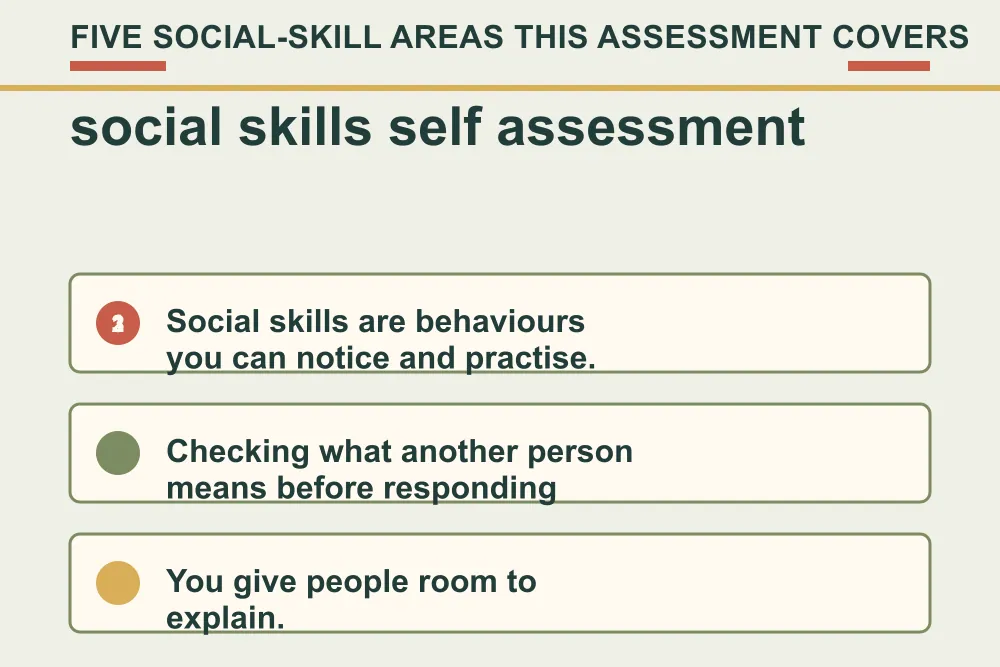 FIVE SOCIAL-SKILL AREAS THIS ASSESSMENT COVERS
social skills self assessment
Social skills are behaviours
you can notice and practise.
Checking what another person
means before responding
You give people room to
explain.